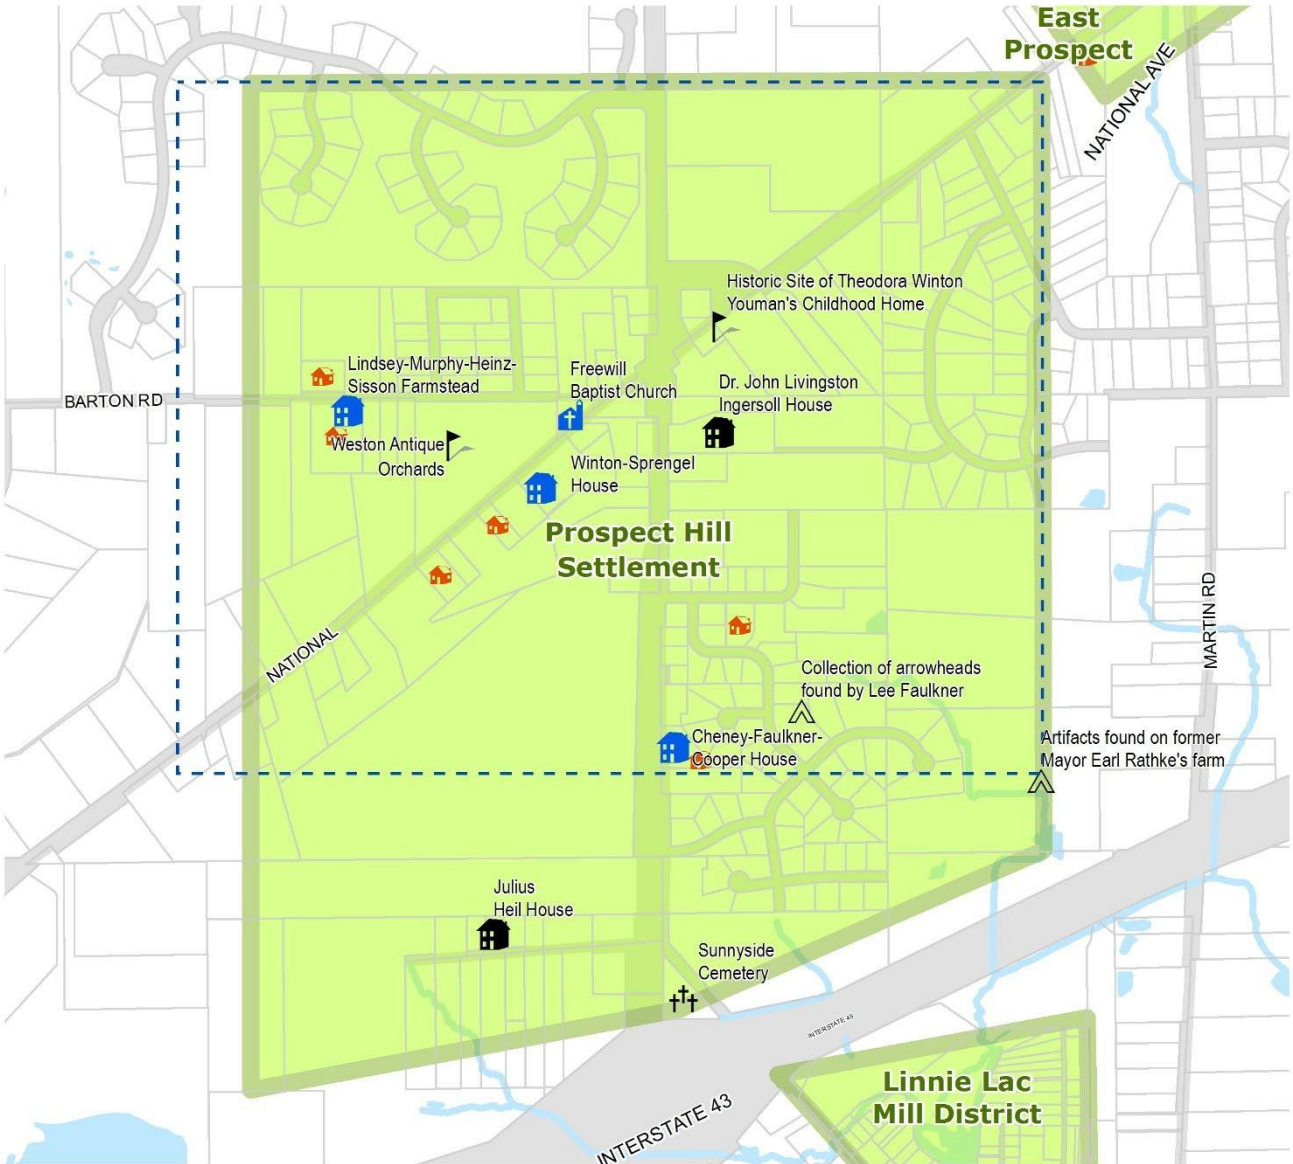 East
Prospect
NATIONAL AVE
Historic Site of Theodora Winton
Youman's Childhood Home
Lindsey-Murphy-Heinz-
Sisson Farmstead
Freewill
Baptist Church
Dr. John Livingston
Ingersoll House
BARTON RD
Weston Antique
Orchards
Winton-Sprengel
House
Prospect Hill
Settlement
MARTIN RD
NATIONAL
Collection of arrowheads
found by Lee Faulkner
Cheney-Faulkner-
Cooper House
Artifacts found on former
Mayor Earl Rathke's farm
Julius
Heil House
Sunnyside
Cemetery
INTERSTATE 43
Linnie Lac
Mill District
INTERSTATE 43